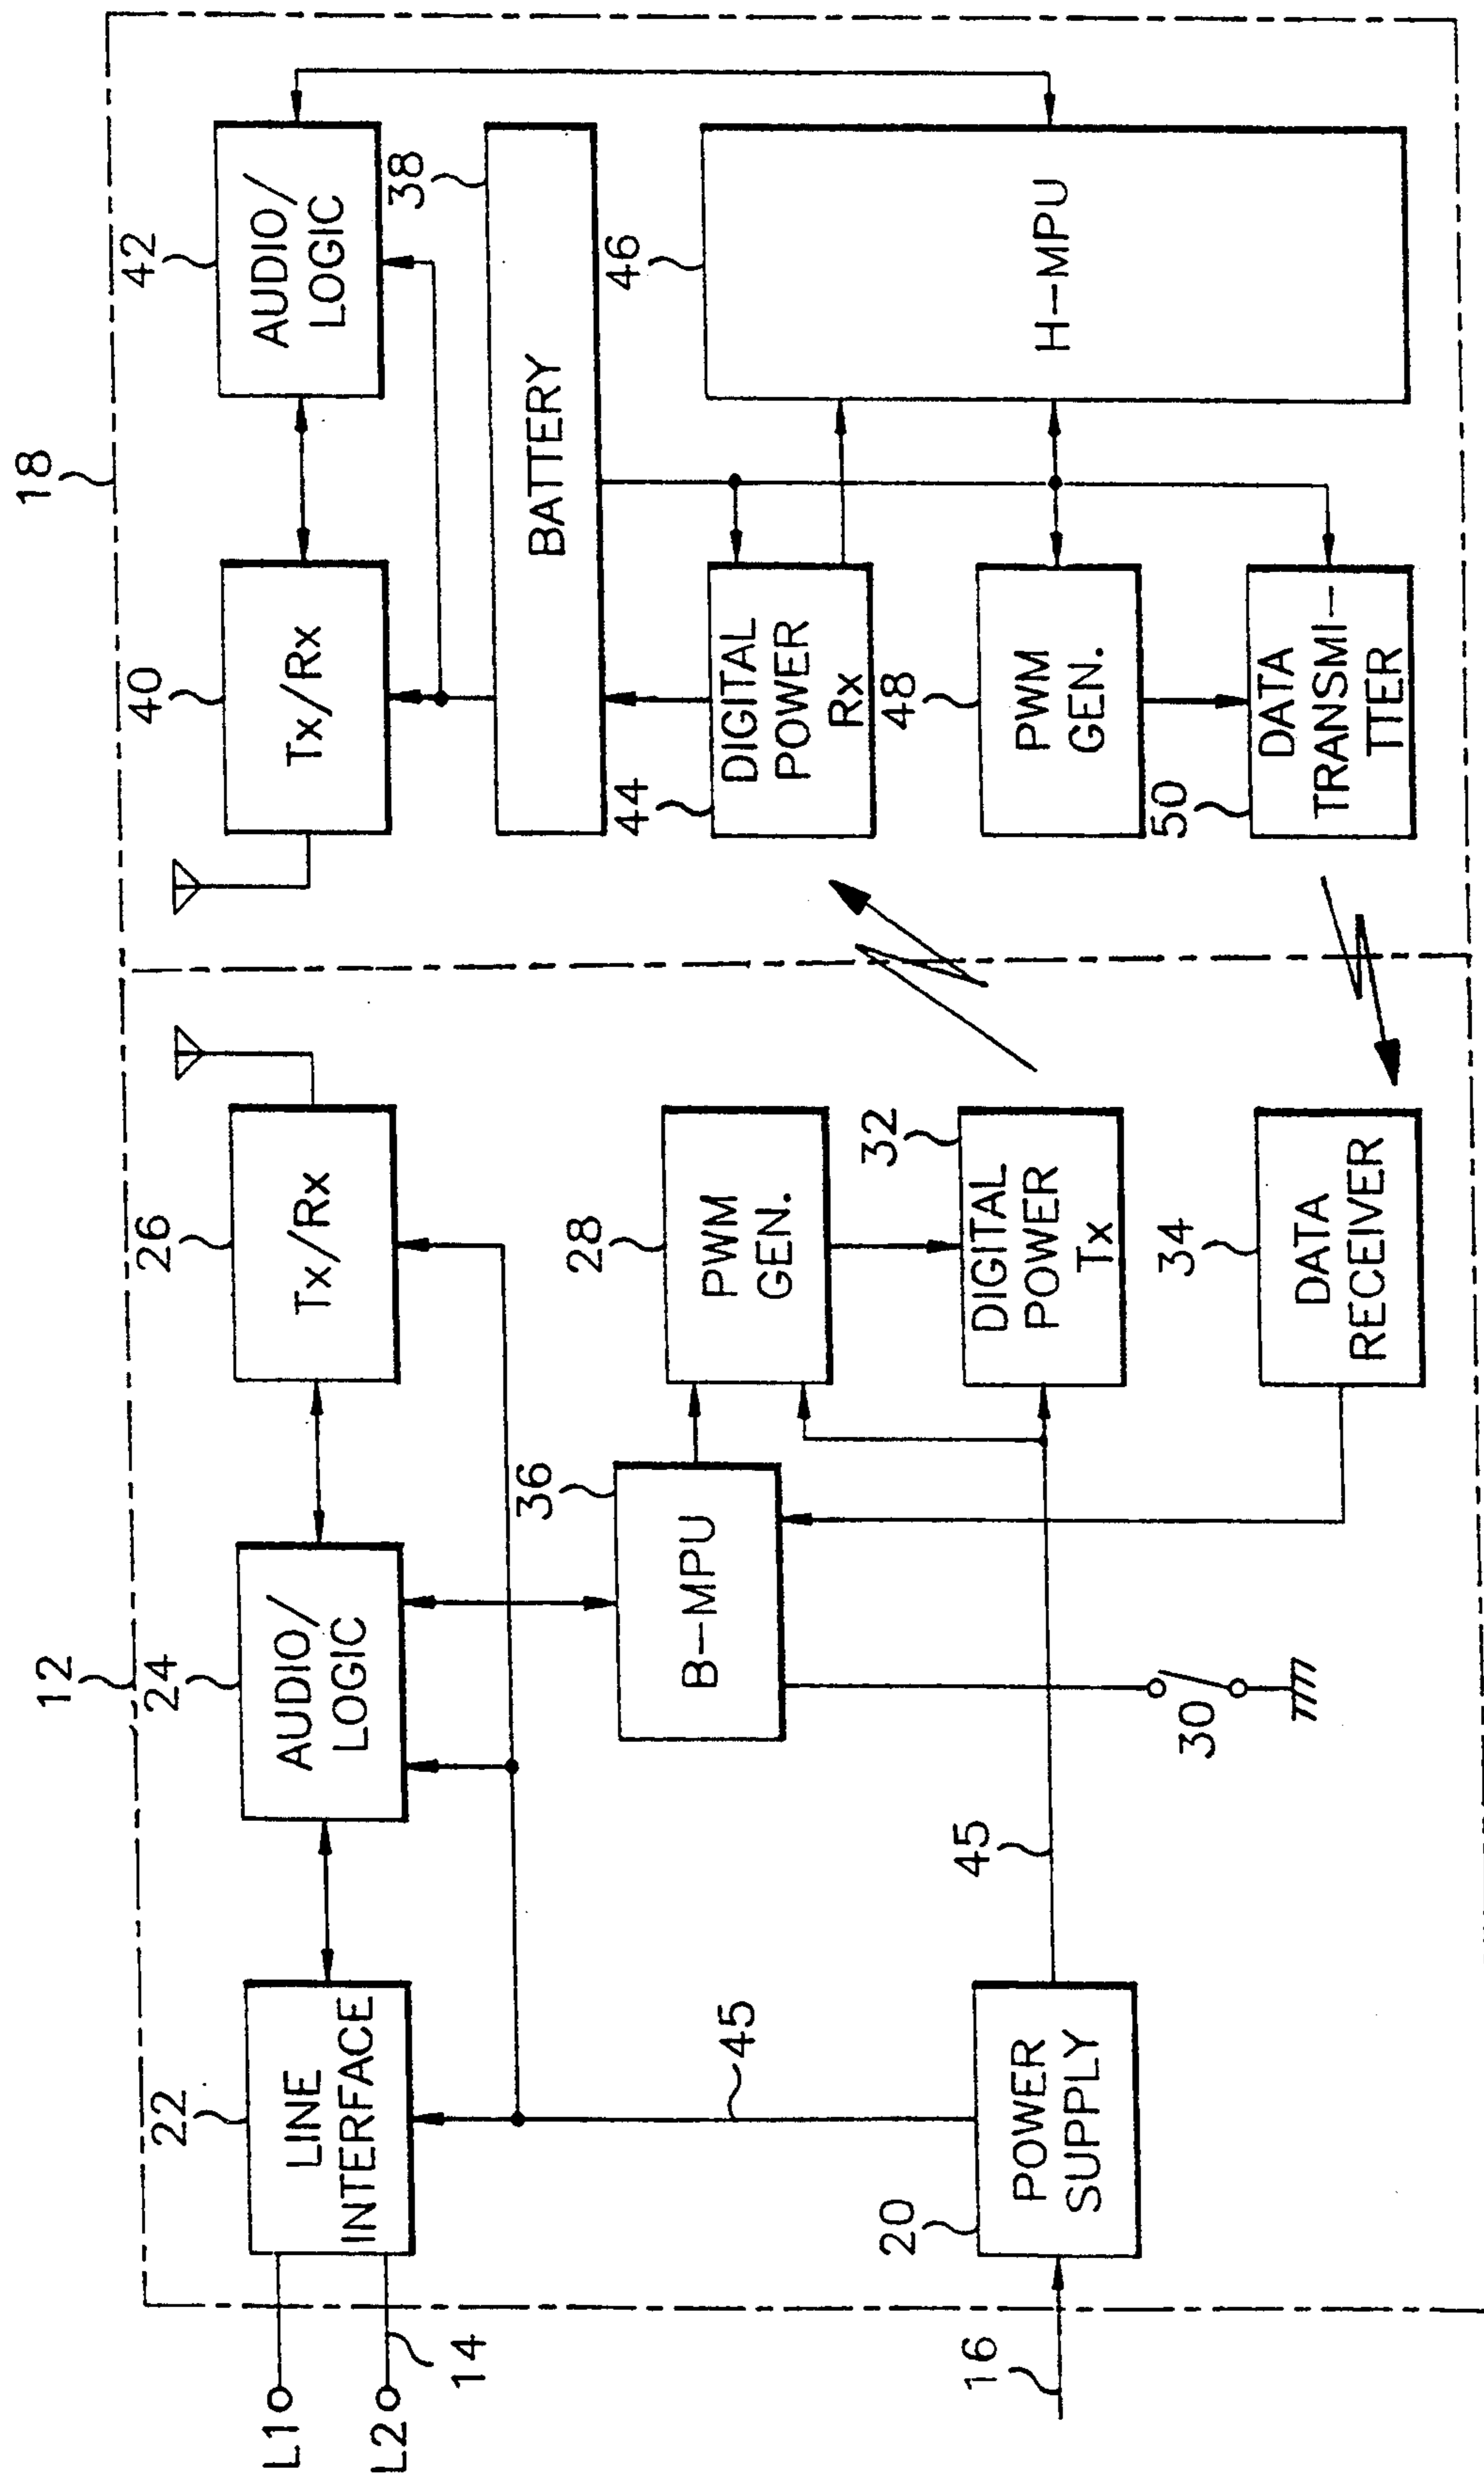 12
18
L1
L2
14
22
LINE
INTERFACE
24
AUDIO/
LOGIC
26
Tx/Rx
40
Tx/Rx
42
AUDIO/
LOGIC
38
BATTERY
36
B-MPU
28
PWM
GEN.
32
DIGITAL
POWER
Tx
34
DATA
RECEIVER
30
45
45
16
20
POWER
SUPPLY
44
DIGITAL
POWER
Rx
46
H-MPU
48
PWM
GEN.
50
DATA
TRANSMI-
TTER